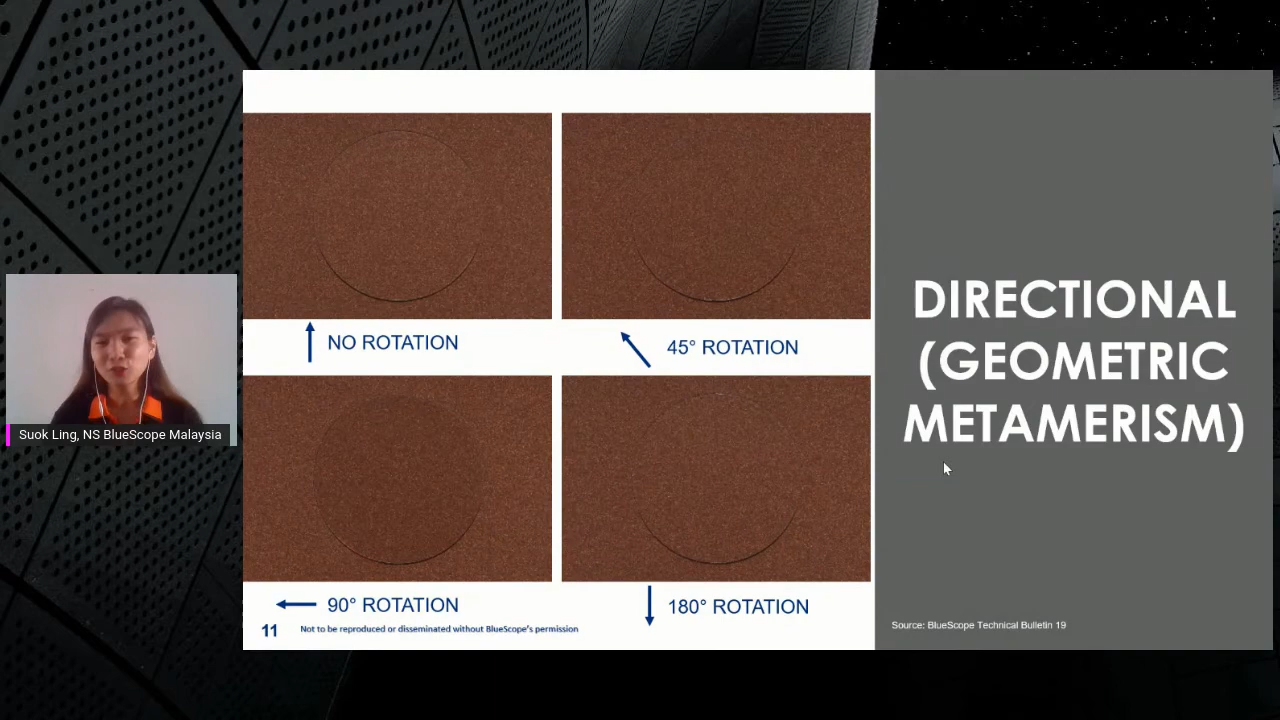 NO ROTATION
45° ROTATION
90° ROTATION
180° ROTATION
11
Not to be reproduced or disseminated without BlueScope's permission
DIRECTIONAL
(GEOMETRIC
METAMERISM)
Source: BlueScope Technical Bulletin 19
Suok Ling, NS BlueScope Malaysia